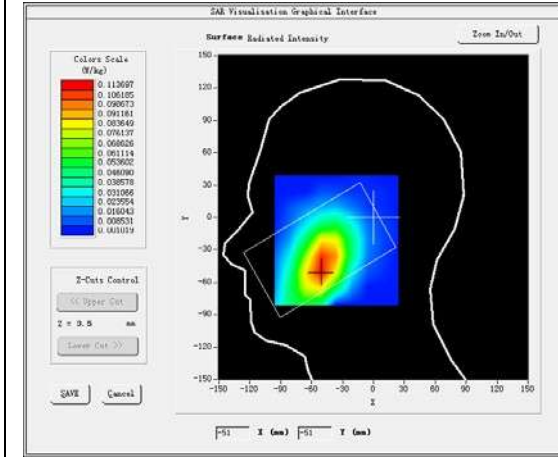 SAR Visualisation Graphical Interface
Surface Radiated Intensity
Zoom In/Out
Colors Scale
(W/kg)
0.113697
0.106185
0.098673
0.091161
0.083649
0.076137
0.068626
0.061114
0.053602
0.046090
0.038578
0.031066
0.023554
0.016043
0.008531
0.001019
Z-Cuts Control
<< Upper Cut
Z = 3.5 mm
Lower Cut >>
SAVE
Cancel
150
120
90
60
30
0
-30
-60
-90
-120
-150
Y
-150 -120 -90 -60 -30 0 30 60 90 120 150
X
-51 X (mm) -51 Y (mm)